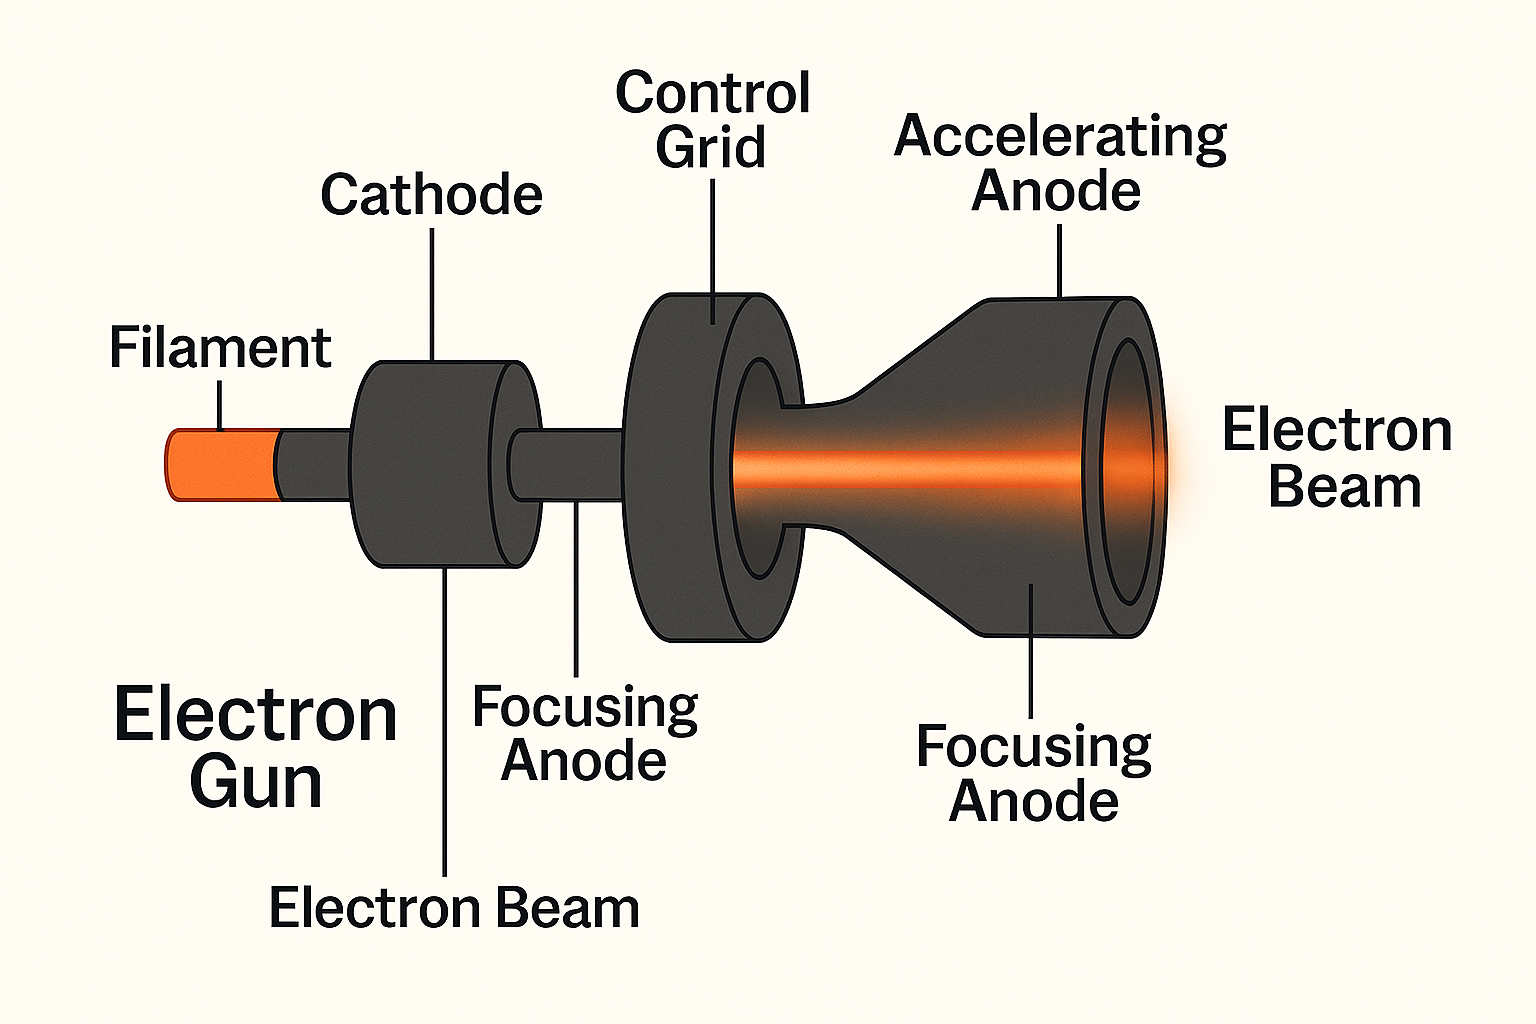 Control
Grid
Accelerating
Anode
Cathode
Filament
Electron
Beam
Electron
Gun
Focusing
Anode
Focusing
Anode
Electron Beam